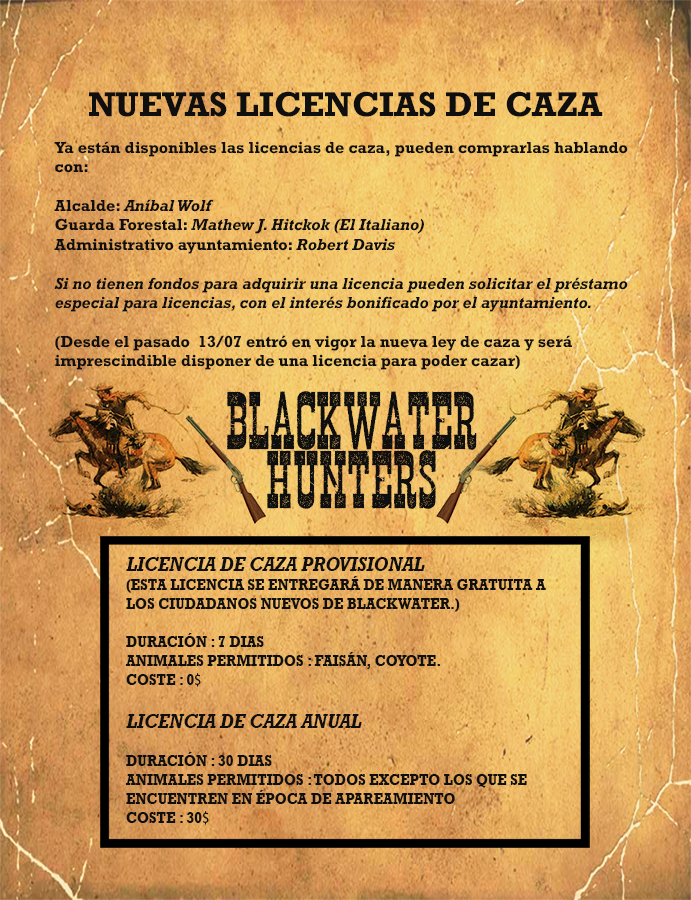 NUEVAS LICENCIAS DE CAZA
Ya están disponibles las licencias de caza, pueden comprarlas hablando
con:
Alcalde: Aníbal Wolf
Guarda Forestal: Mathew J. Hitckok (El Italiano)
Administrativo ayuntamiento: Robert Davis
Si no tienen fondos para adquirir una licencia pueden solicitar el préstamo
especial para licencias, con el interés bonificado por el ayuntamiento.
(Desde el pasado  13/07 entró en vigor la nueva ley de caza y será
imprescindible disponer de una licencia para poder cazar)
BLACKWATER
HUNTERS
LICENCIA DE CAZA PROVISIONAL
(ESTA LICENCIA SE ENTREGARÁ DE MANERA GRATUITA A
LOS CIUDADANOS NUEVOS DE BLACKWATER.)
DURACIÓN : 7 DIAS
ANIMALES PERMITIDOS : FAISÁN, COYOTE.
COSTE : 0$
LICENCIA DE CAZA ANUAL
DURACIÓN : 30 DIAS
ANIMALES PERMITIDOS : TODOS EXCEPTO LOS QUE SE
ENCUENTREN EN ÉPOCA DE APAREAMIENTO
COSTE : 30$